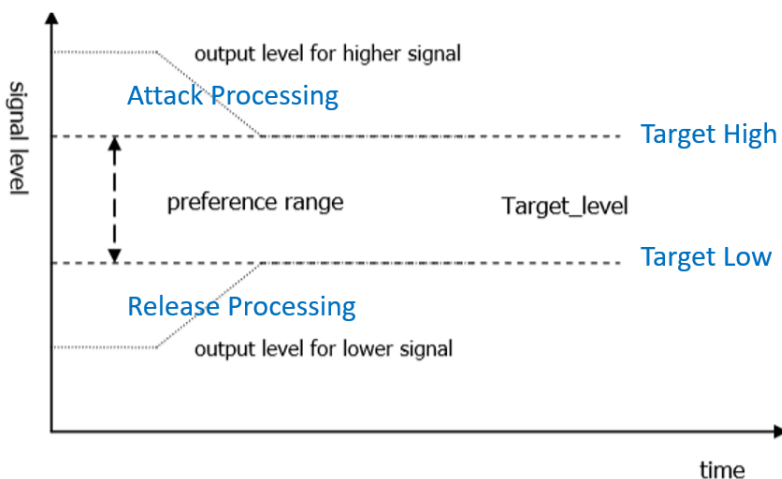 output level for higher signal
Attack Processing
signal level
Target High
preference range
Target_level
Target Low
Release Processing
output level for lower signal
time